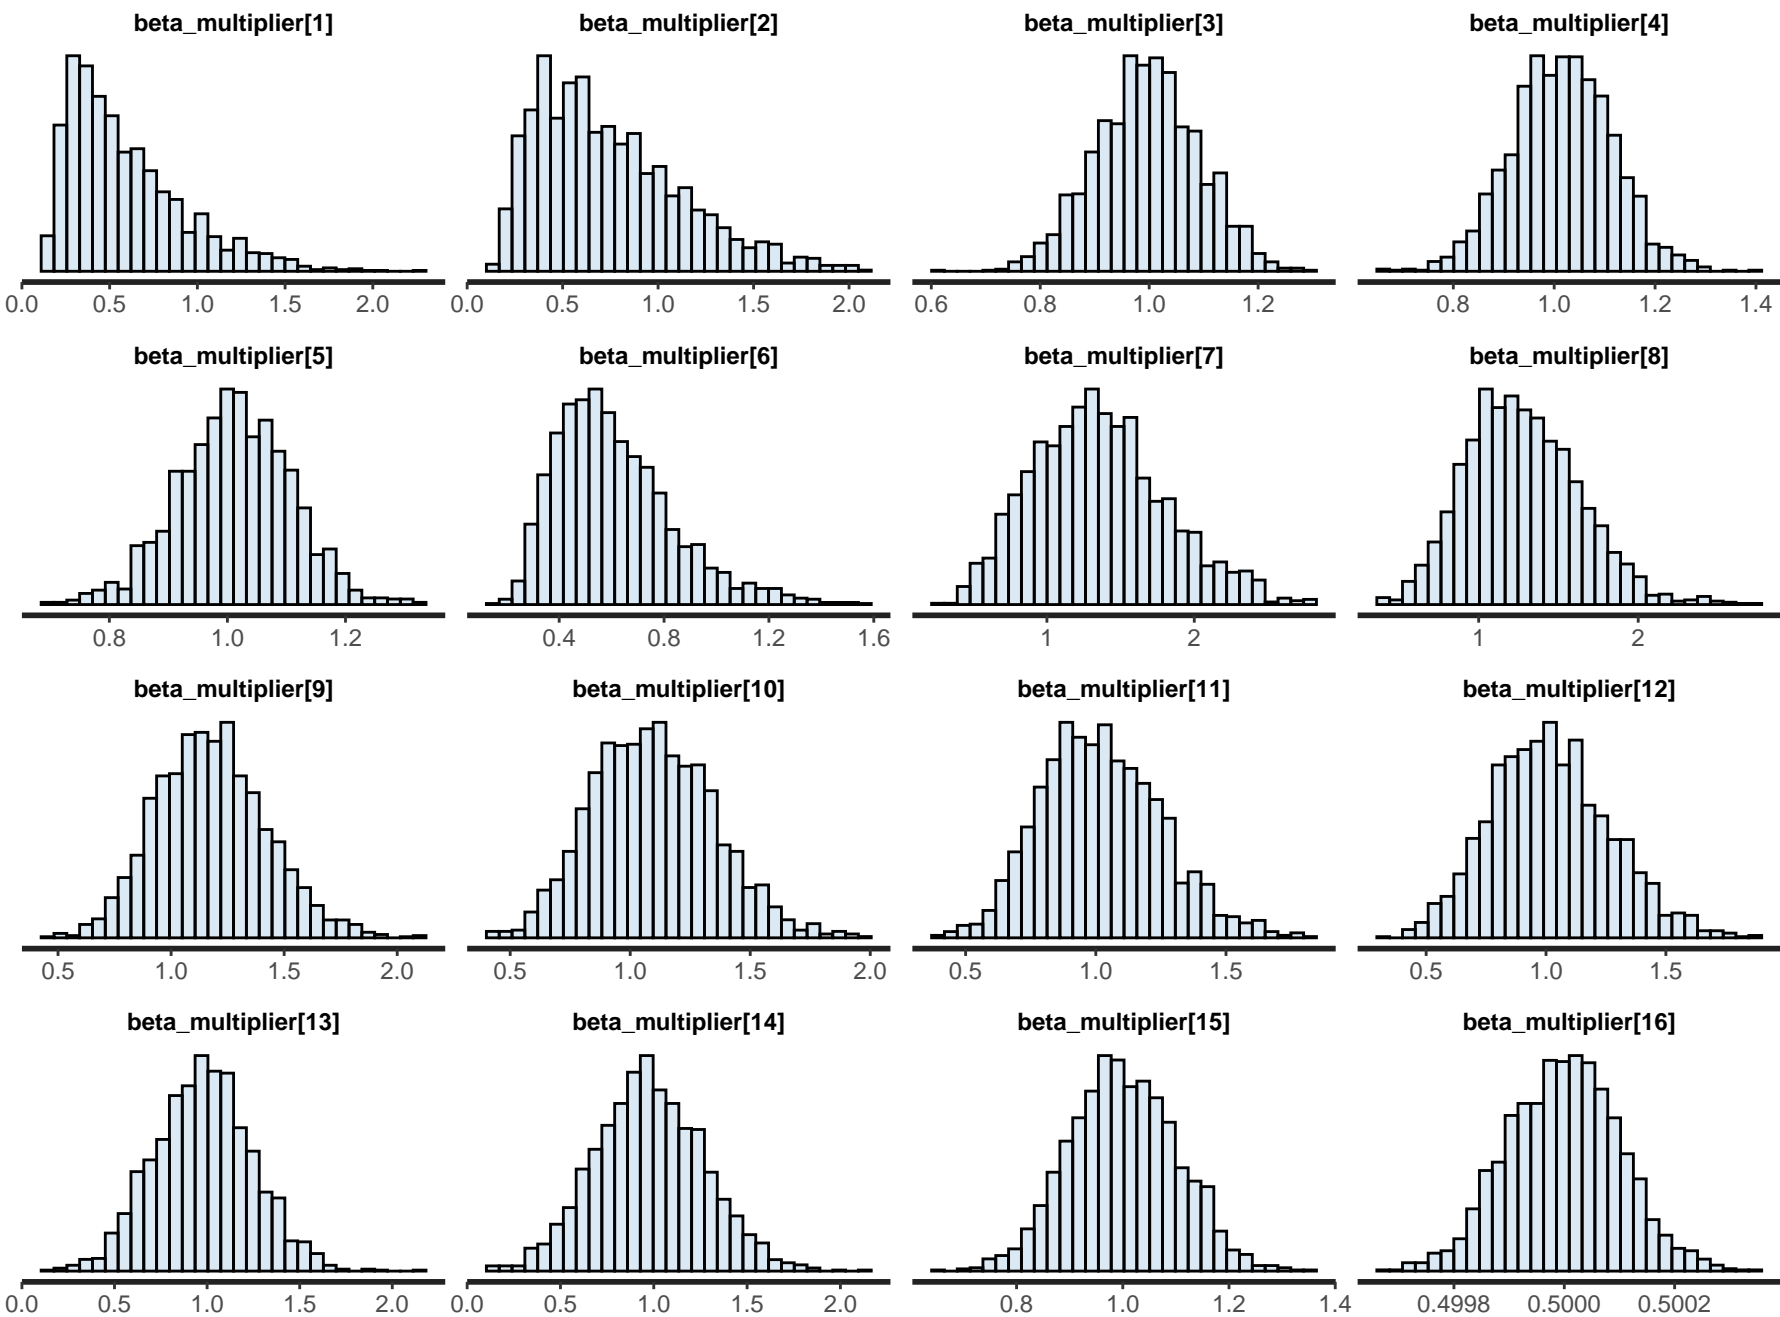 beta_multiplier[1] beta_multiplier[2] beta_multiplier[3] beta_multiplier[4]
0.0 0.5 1.0 1.5 2.0 0.0 0.5 1.0 1.5 2.0 0.6 0.8 1.0 1.2 0.8 1.0 1.2 1.4
beta_multiplier[5] beta_multiplier[6] beta_multiplier[7] beta_multiplier[8]
0.8 1.0 1.2 0.4 0.8 1.2 1.6 1 2 1 2
beta_multiplier[9] beta_multiplier[10] beta_multiplier[11] beta_multiplier[12]
0.5 1.0 1.5 2.0 0.5 1.0 1.5 2.0 0.5 1.0 1.5 0.5 1.0 1.5
beta_multiplier[13] beta_multiplier[14] beta_multiplier[15] beta_multiplier[16]
0.0 0.5 1.0 1.5 2.0 0.0 0.5 1.0 1.5 2.0 0.8 1.0 1.2 1.4 0.4998 0.5000 0.5002